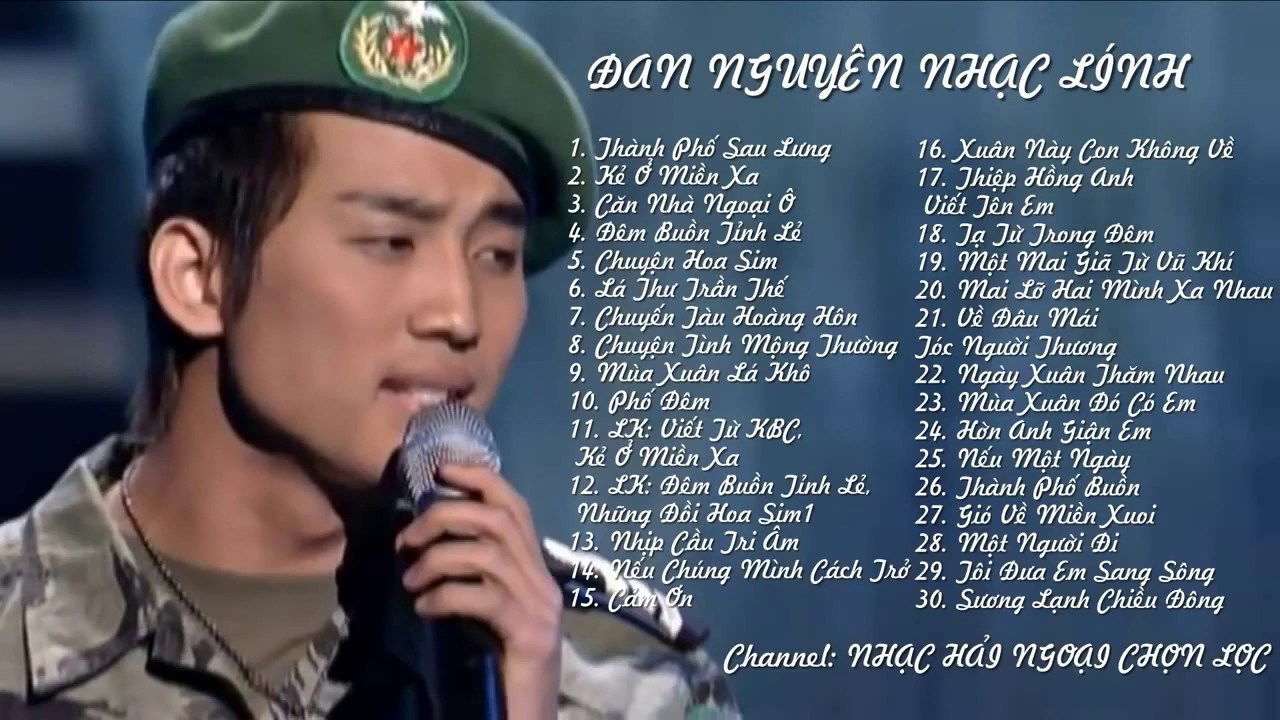 ĐAN NGUYÊN NHẠC LÍNH
1. Thành Phố Sau Lưng
2. Kẻ Ở Miền Xa
3. Căn Nhà Ngoại Ô
4. Đêm Buồn Tỉnh Lẻ
5. Chuyện Hoa Sim
6. Lá Thư Trần Thế
7. Chuyến Tàu Hoàng Hôn
8. Chuyện Tình Mộng Thường
9. Mùa Xuân Lá Khô
10. Phố Đêm
11. LK: Viết Từ KBC,
Kẻ Ở Miền Xa
12. LK: Đêm Buồn Tỉnh Lẻ,
Những Đồi Hoa Sim1
13. Nhịp Cầu Tri Âm
14. Nếu Chúng Mình Cách Trở
15. Cám Ơn
16. Xuân Này Con Không Về
17. Thiệp Hồng Anh
Viết Tên Em
18. Tạ Từ Trong Đêm
19. Một Mai Giã Từ Vũ Khí
20. Mai Lỡ Hai Mình Xa Nhau
21. Về Đâu Mái
Tóc Người Thương
22. Ngày Xuân Thăm Nhau
23. Mùa Xuân Đó Có Em
24. Hờn Anh Giận Em
25. Nếu Một Ngày
26. Thành Phố Buồn
27. Gió Về Miền Xuoi
28. Một Người Đi
29. Tôi Đưa Em Sang Sông
30. Sương Lạnh Chiều Đông
Channel: NHẠC HẢI NGOẠI CHỌN LỌC